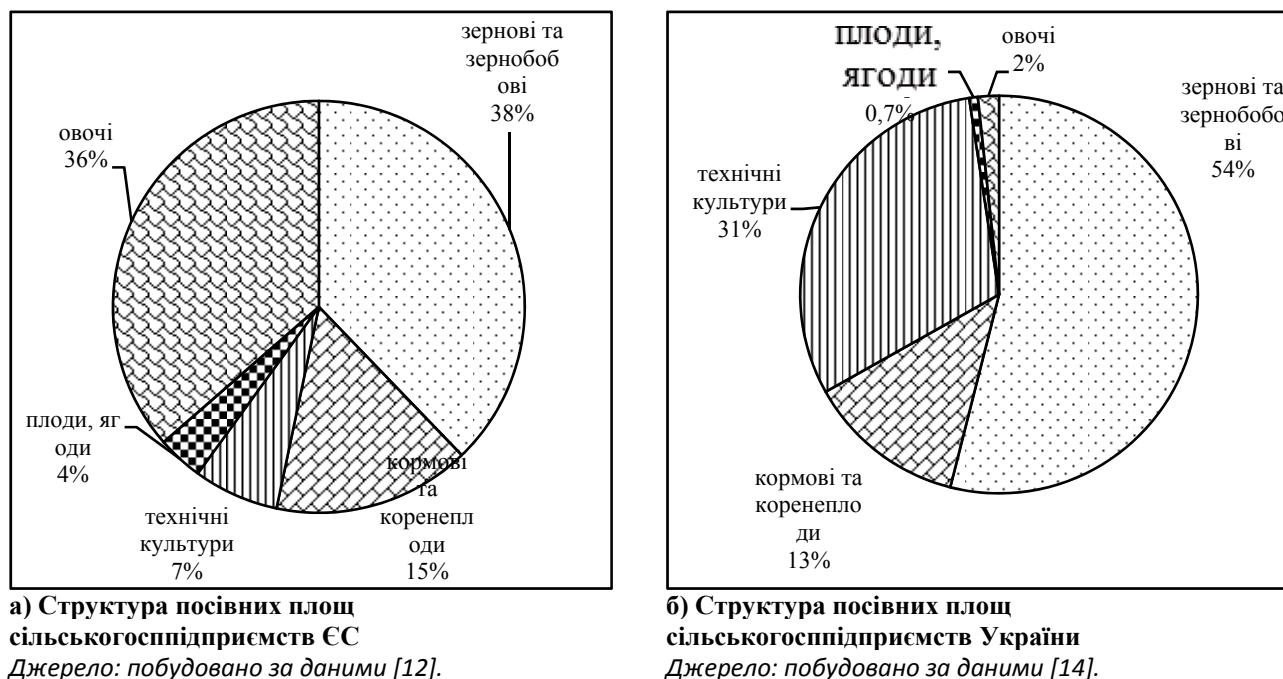 зернові та
зернобоб
ові
38%
овочі
36%
плоди, яг
оди
4%
технічні
культури
7%
кормові
та
коренепл
оди
15%
а) Структура посівних площ
сільськогосппідприємств ЄС
Джерело: побудовано за даними [12].
плоди,
ягоди
0,7%
овочі
2%
зернові та
зернобобо
ві
54%
технічні
культури
31%
кормові та
коренепло
ди
13%
б) Структура посівних площ
сільськогосппідприємств України
Джерело: побудовано за даними [14].